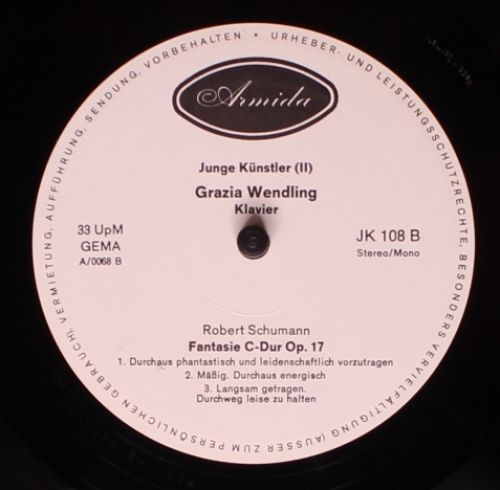 Armida
Junge Künstler (II)
Grazia Wendling
Klavier
33 UpM
GEMA
A/0068 B
JK 108 B
Stereo/Mono
Robert Schumann
Fantasie C-Dur Op. 17
1. Durchaus phantastisch und leidenschaftlich vorzutragen
2. Mäßig. Durchaus energisch
3. Langsam getragen.
Durchweg leise zu halten
URHEBER- UND LEISTUNGSSCHUTZRECHTE, BESONDERS VERVIELFÄLTIGUNG (AUSSER ZUM PERSÖNLICHEN GEBRAUCH), VERMIETUNG, AUFFÜHRUNG, SENDUNG, VORBEHALTEN •